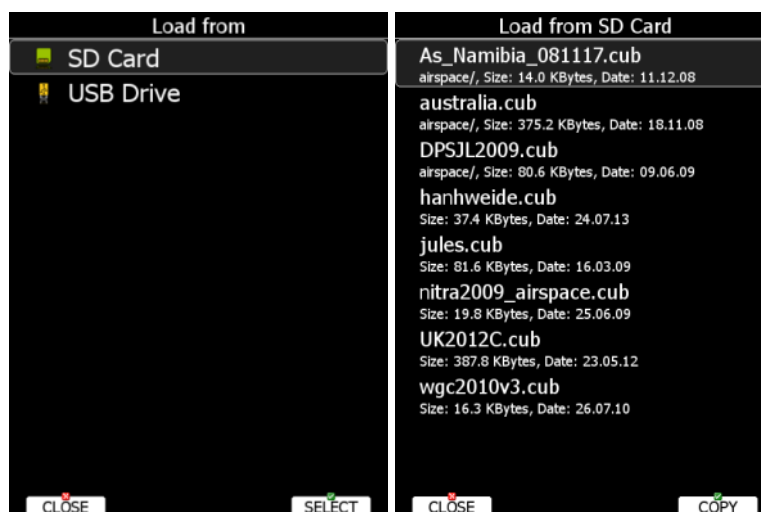 Load from
SD Card
USB Drive
CLOSE
SELECT
Load from SD Card
As_Namibia_081117.cub
airspace/, Size: 14.0 KBytes, Date: 11.12.08
australia.cub
airspace/, Size: 375.2 KBytes, Date: 18.11.08
DPSJL2009.cub
airspace/, Size: 80.6 KBytes, Date: 09.06.09
hanhweide.cub
Size: 37.4 KBytes, Date: 24.07.13
jules.cub
Size: 81.6 KBytes, Date: 16.03.09
nitra2009_airspace.cub
Size: 19.8 KBytes, Date: 25.06.09
UK2012C.cub
Size: 387.8 KBytes, Date: 23.05.12
wgc2010v3.cub
Size: 16.3 KBytes, Date: 26.07.10
CLOSE
COPY